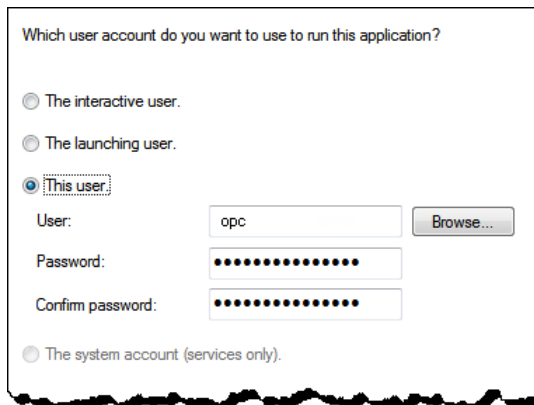 Which user account do you want to use to run this application?
The interactive user.
The launching user.
This user.
User: opc Browse...
Password: ●●●●●●●●●●●●●●●
Confirm password: ●●●●●●●●●●●●●●●
The system account (services only).